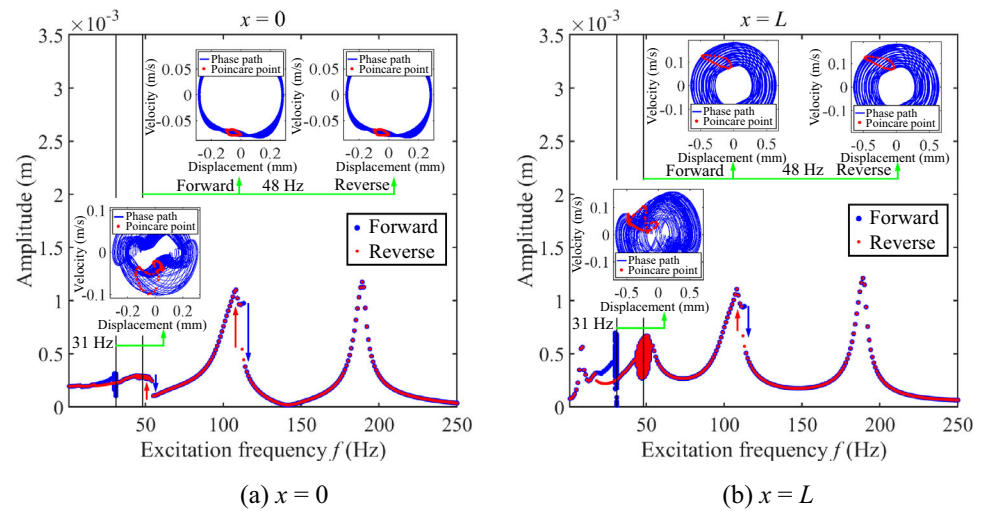 ×10⁻³
x = 0
3.5
3
2.5
2
1.5
1
0.5
0
Amplitude (m)
0 50 100 150 200 250
Excitation frequency f (Hz)
Phase path
Poincare point
0.05
0
-0.05
Velocity (m/s)
-0.2 0 0.2
Displacement (mm)
Phase path
Poincare point
0.05
0
-0.05
Velocity (m/s)
-0.2 0 0.2
Displacement (mm)
Forward 48 Hz Reverse
Phase path
Poincare point
0.1
0
-0.1
Velocity (m/s)
-0.2 0 0.2
Displacement (mm)
31 Hz
Forward
Reverse
(a) x = 0
×10⁻³
x = L
3.5
3
2.5
2
1.5
1
0.5
0
Amplitude (m)
0 50 100 150 200 250
Excitation frequency f (Hz)
0.1
0
-0.1
Velocity (m/s)
Phase path
Poincare point
-0.5 0 0.5
Displacement (mm)
0.1
0
-0.1
Velocity (m/s)
Phase path
Poincare point
-0.5 0 0.5
Displacement (mm)
Forward 48 Hz Reverse
0.1
0
-0.1
Velocity (m/s)
Phase path
Poincare point
-0.5 0 0.5
Displacement (mm)
31 Hz
Forward
Reverse
(b) x = L